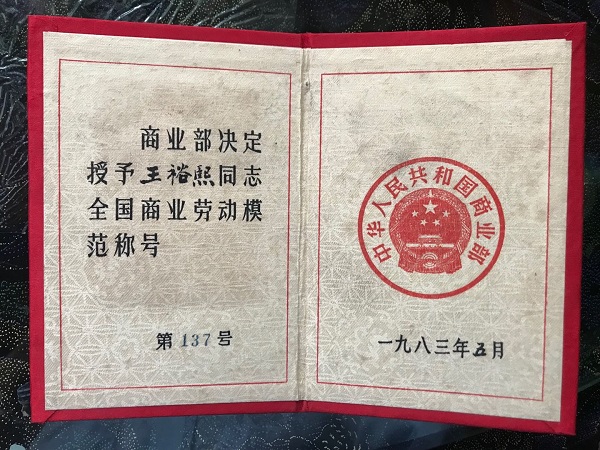 商业部决定
授予王裕熙同志
全国商业劳动模
范称号
第137号
中华人民共和国商业部
一九八三年五月